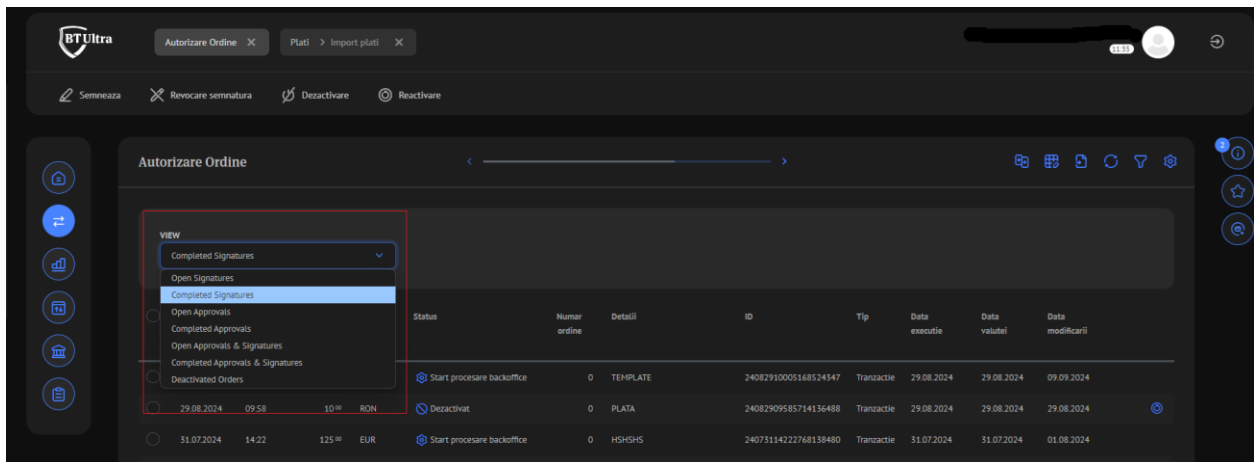 BT Ultra
Autorizare Ordine
Plati > Import plati
11:35
Semneaza
Revocare semnatura
Dezactivare
Reactivare
Autorizare Ordine
2
VIEW
Completed Signatures
Open Signatures
Completed Signatures
Open Approvals
Completed Approvals
Open Approvals & Signatures
Completed Approvals & Signatures
Deactivated Orders
Status Numar ordine Detalii ID Tip Data executie Data valutei Data modificarii
Start procesare backoffice 0 TEMPLATE 24082910005168524347 Tranzactie 29.08.2024 29.08.2024 09.09.2024
29.08.2024 09:58 10 00 RON Dezactivat 0 PLATA 24082909585714136488 Tranzactie 29.08.2024 29.08.2024 29.08.2024
31.07.2024 14:22 125 00 EUR Start procesare backoffice 0 HSHSHS 24073114222768138480 Tranzactie 31.07.2024 31.07.2024 01.08.2024